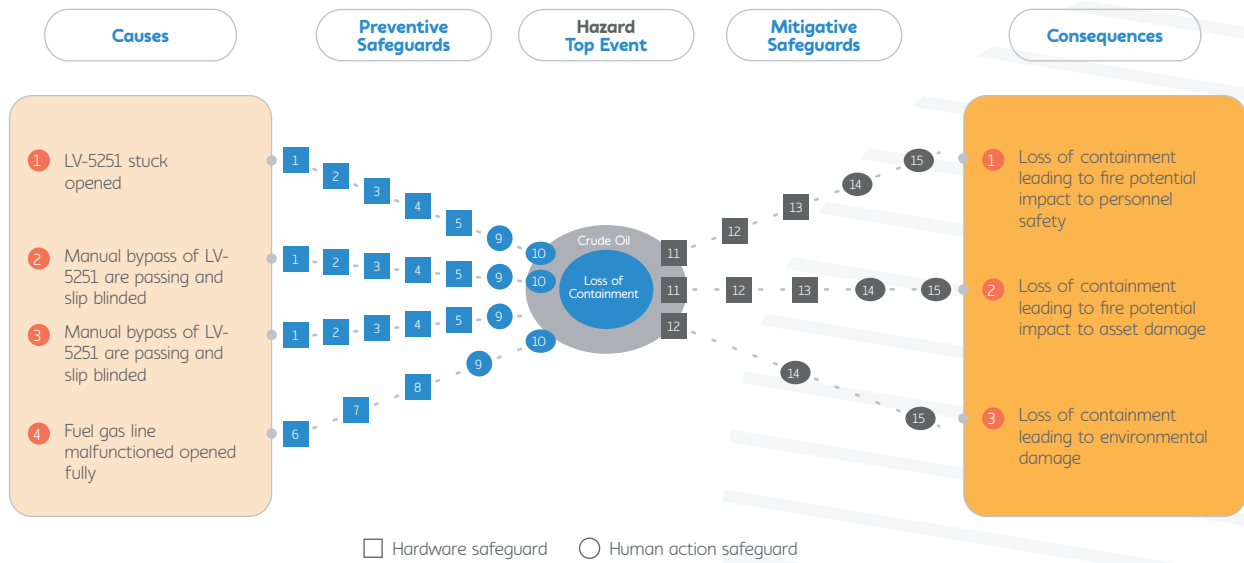 Causes
Preventive
Safeguards
Hazard
Top Event
Mitigative
Safeguards
Consequences
1 LV-5251 stuck
opened
2 Manual bypass of LV-
5251 are passing and
slip blinded
3 Manual bypass of LV-
5251 are passing and
slip blinded
4 Fuel gas line
malfunctioned opened
fully
1 2 3 4 5 9 10
1 2 3 4 5 9 10
1 2 3 4 5 9
6 7 8 9 10
Crude Oil
Loss of
Containment
11 12 13 14 15
11 12 13 14 15
12 14 15
1 Loss of containment
leading to fire potential
impact to personnel
safety
2 Loss of containment
leading to fire potential
impact to asset damage
3 Loss of containment
leading to environmental
damage
Hardware safeguard
Human action safeguard